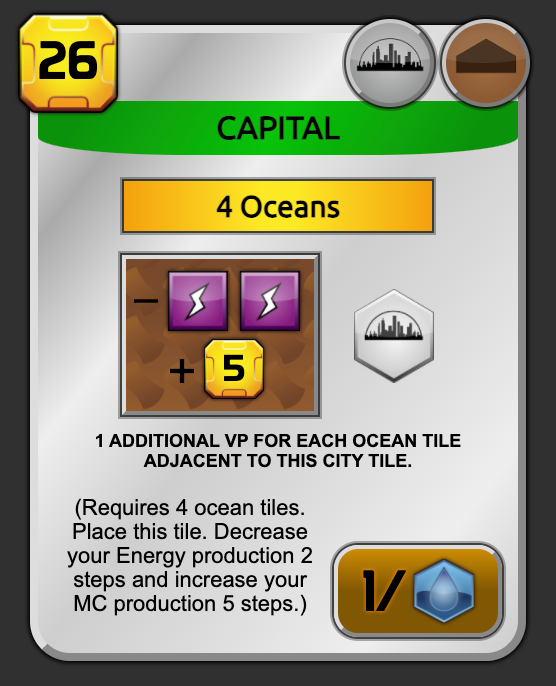 26
CAPITAL
4 Oceans
-
+ 5
1 ADDITIONAL VP FOR EACH OCEAN TILE
ADJACENT TO THIS CITY TILE.
(Requires 4 ocean tiles.
Place this tile. Decrease
your Energy production 2
steps and increase your
MC production 5 steps.)
1/